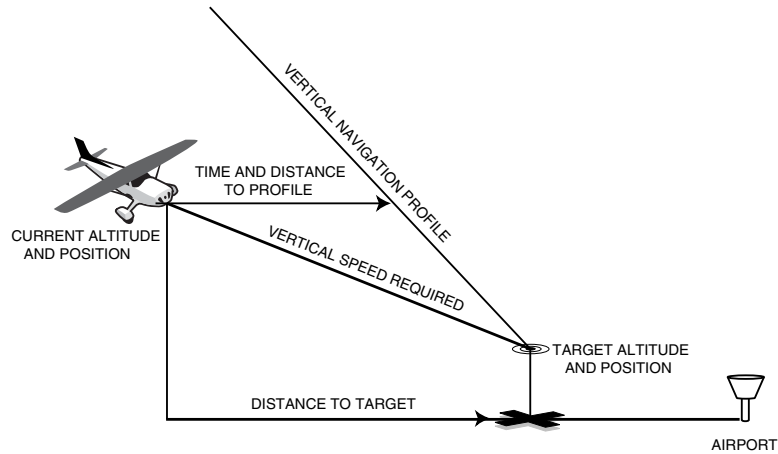 VERTICAL NAVIGATION PROFILE
TIME AND DISTANCE
TO PROFILE
CURRENT ALTITUDE
AND POSITION
VERTICAL SPEED REQUIRED
TARGET ALTITUDE
AND POSITION
DISTANCE TO TARGET
AIRPORT